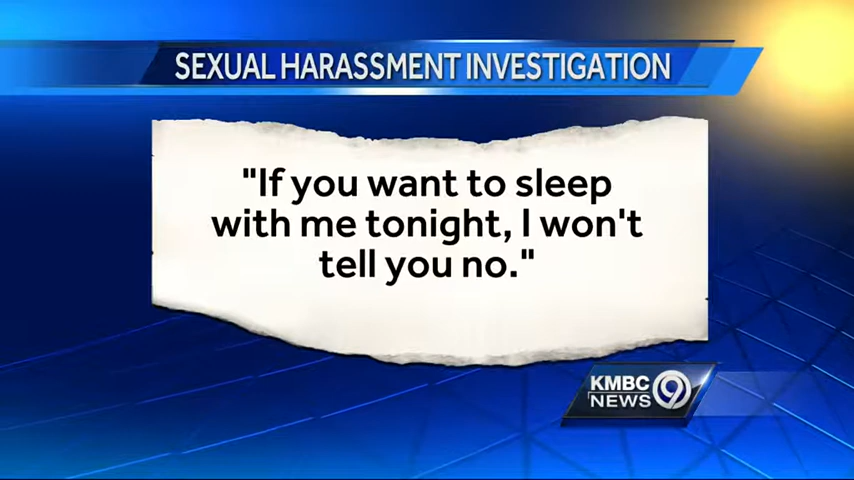 SEXUAL HARASSMENT INVESTIGATION
"If you want to sleep
with me tonight, I won't
tell you no."
KMBC 9
NEWS